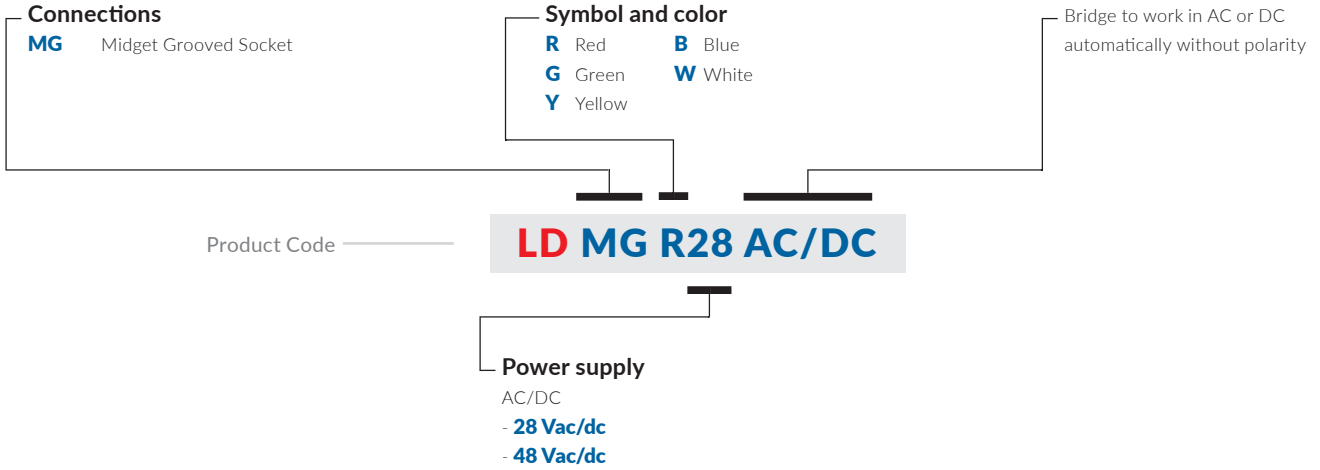 Connections
MG Midget Grooved Socket
Symbol and color
R Red B Blue
G Green W White
Y Yellow
Bridge to work in AC or DC
automatically without polarity
Product Code
LD MG R28 AC/DC
Power supply
AC/DC
- 28 Vac/dc
- 48 Vac/dc